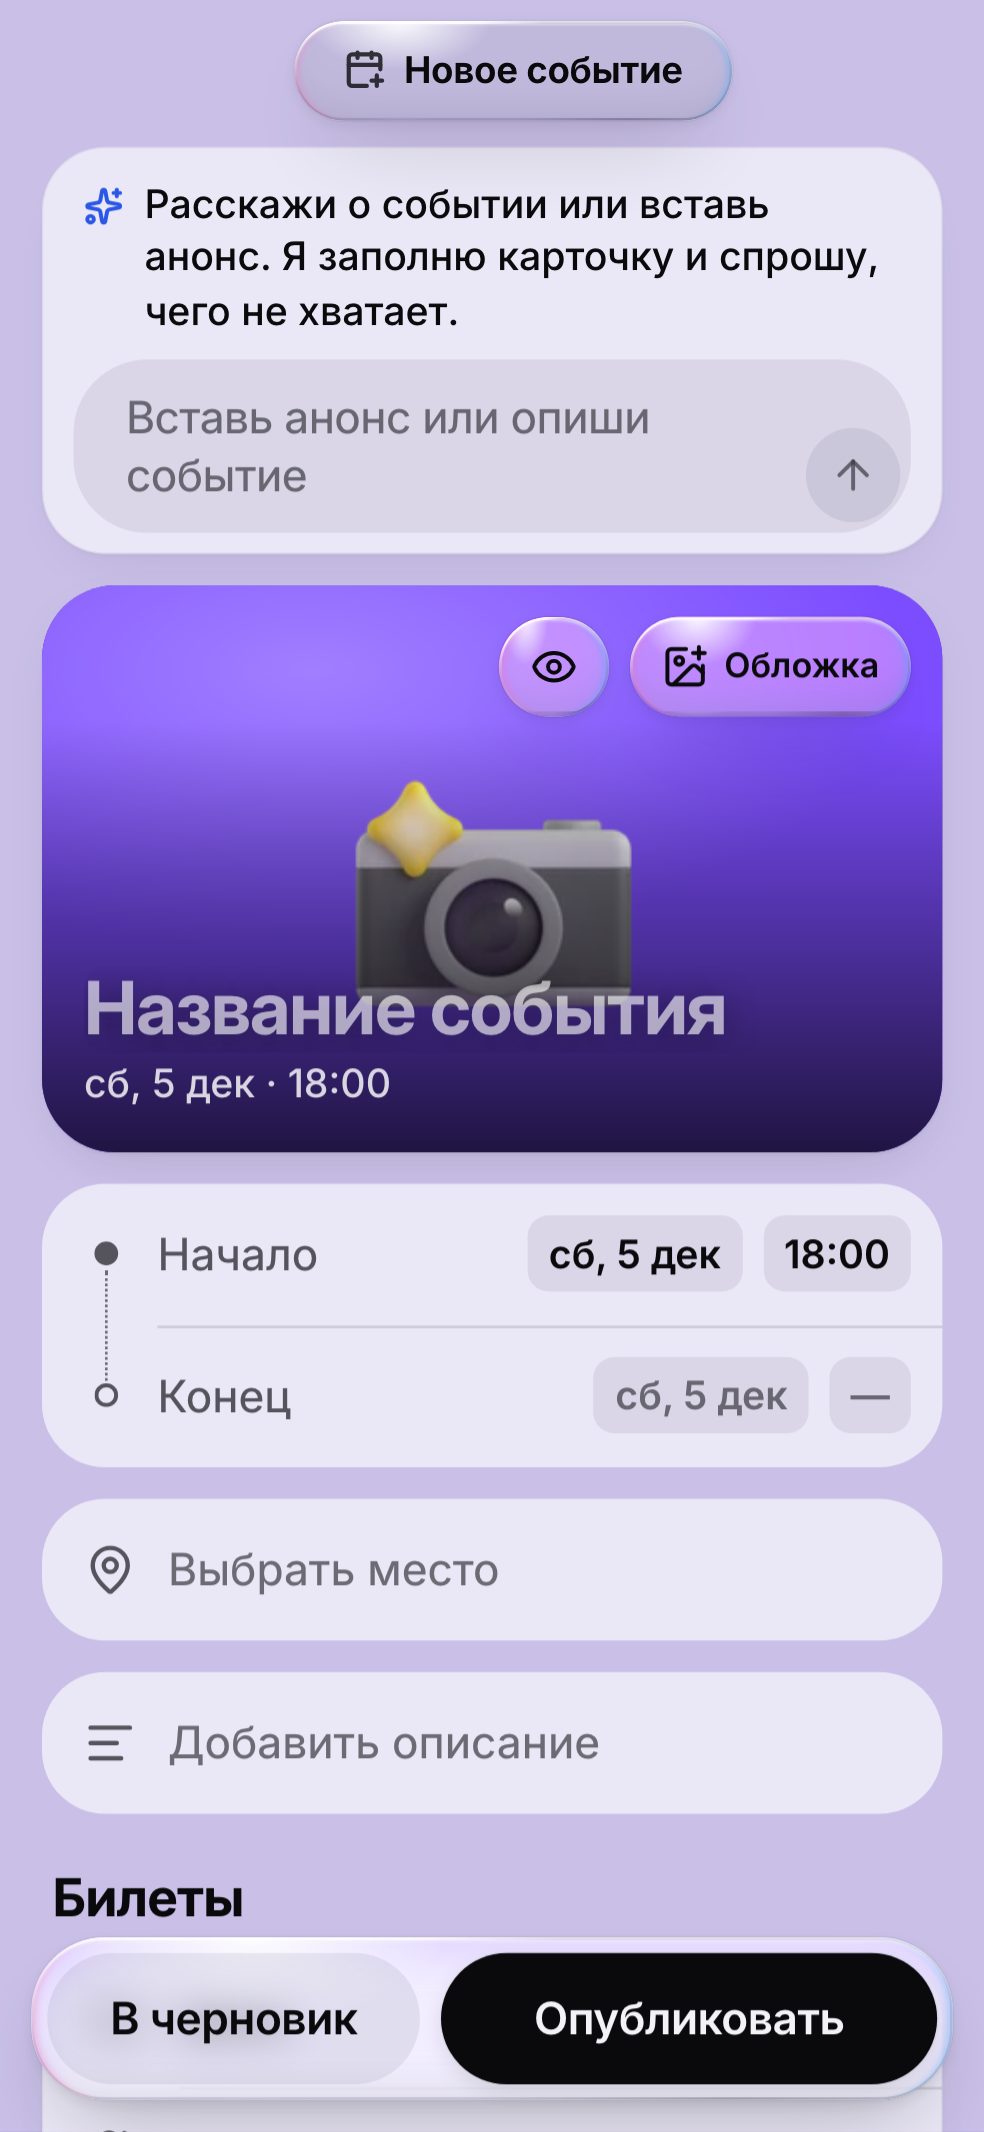 Новое событие
Расскажи о событии или вставь
анонс. Я заполню карточку и спрошу,
чего не хватает.
Вставь анонс или опиши
событие
Обложка
Название события
сб, 5 дек · 18:00
Начало сб, 5 дек 18:00
Конец сб, 5 дек —
Выбрать место
Добавить описание
Билеты
В черновик Опубликовать